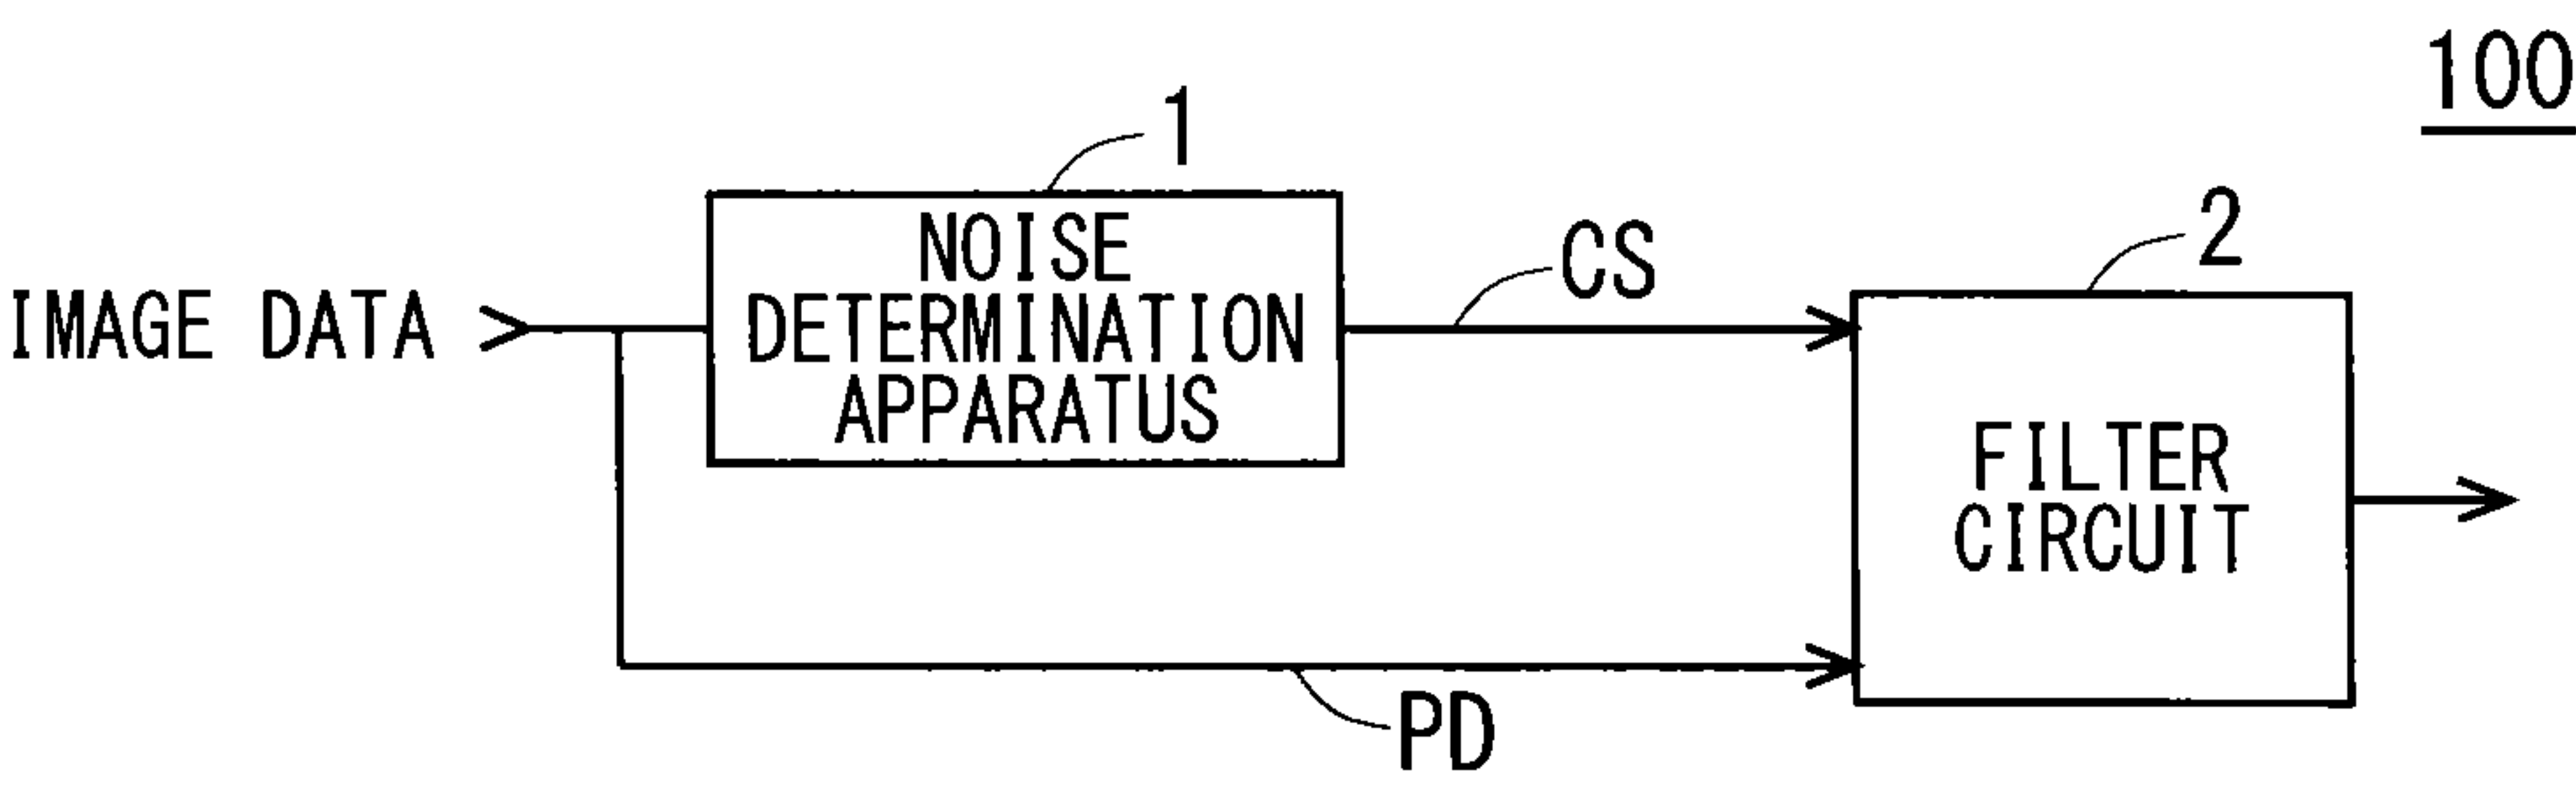 100
1
NOISE
DETERMINATION
APPARATUS
IMAGE DATA
CS
2
FILTER
CIRCUIT
PD